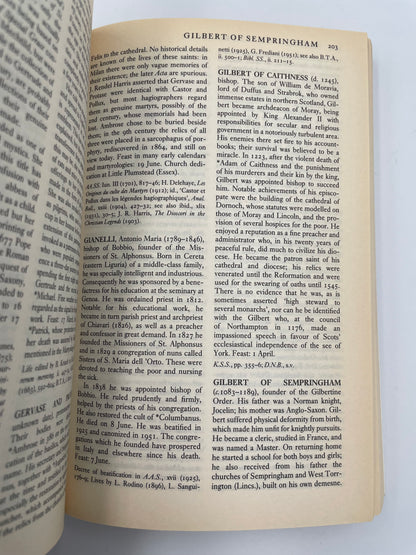 GILBERT OF SEMPRINGHAM 203
Felix to the cathedral. No historical details
are known of the lives of these saints: in
Milan there were only vague memories of
their existence; the later Acta are spurious.
J. Rendel Harris asserted that Gervase and
Protase were identical with Castor and
Pollux, but most hagiographers regard
them as genuine martyrs, possibly of the
2nd century, whose memorials had been
lost. Ambrose chose to be buried beside
them; in the 9th century the relics of all
three were placed in a sarcophagus of por-
phyry, rediscovered in 1864, and still on
view today. Feast in many early calendars
and martyrologies: 19 June. Church dedi-
cation at Little Plumstead (Essex).
AA.SS. Iun. III (1701), 817-46; H. Delehaye, Les
Origines du culte des Martyrs (1912); id., 'Castor et
Pollux dans les légendes hagiographiques', Anal.
Boll., xxiii (1904), 427-32; see also ibid., xlix
(1931), 30-5; J. R. Harris, The Dioscuri in the
Christian Legends (1903).
GIANELLI, Antonio Maria (1789-1846),
bishop of Bobbio, founder of the Mis-
sioners of St. Alphonsus. Born in Cereta
(eastern Liguria) of a middle-class family,
he was specially intelligent and industrious.
Consequently he was sponsored by a bene-
factress for his education at the seminary at
Genoa. He was ordained priest in 1812.
Notable for his educational work, he
became in turn parish priest and archpriest
of Chiavari (1826), as well as a preacher
and confessor in great demand. In 1827 he
founded the Missioners of St. Alphonsus
and in 1829 a congregation of nuns called
Sisters of S. Maria dell 'Orto. These were
devoted to teaching the poor and nursing
the sick.
In 1838 he was appointed bishop of
Bobbio. He ruled prudently and firmly,
helped by the priests of his congregation.
He also restored the cult of *Columbanus.
He died on 8 June. He was beatified in
1925 and canonized in 1951. The congrega-
tions which he founded have prospered
in Italy and elsewhere since his death.
Feast: 7 June.
Decree of beatification in A.A.S., xvii (1925),
176-9, Lives by L. Rodino (1896), L. Sangui-
netti (1925), G. Frediani (1951); see also B.T.A.,
ii. 500-1; Bibl. SS., ii. 211-15.
GILBERT OF CAITHNESS (d. 1245),
bishop. The son of William de Moravia,
lord of Duffus and Strabrok, who owned
immense estates in northern Scotland, Gil-
bert became archdeacon of Moray, being
appointed by King Alexander II with
responsibilities for secular and religious
government in a notoriously turbulent area.
His enemies there set fire to his account-
books; their survival was believed to be a
miracle. In 1223, after the violent death of
*Adam of Caithness and the punishment
of his murderers and their kin by the king,
Gilbert was appointed bishop to succeed
him. Notable achievements of his episco-
pate were the building of the cathedral of
Dornoch, whose statutes were modelled on
those of Moray and Lincoln, and the pro-
vision of several hospices for the poor. He
enjoyed a reputation as a fine preacher and
administrator who, in his twenty years of
peaceful rule, did much to civilize his dio-
cese. He became the patron saint of his
cathedral and diocese; his relics were
venerated until the Reformation and were
used for the swearing of oaths until 1545.
There is no evidence that he was, as is
sometimes asserted 'high steward to
several monarchs', nor can he be identified
with the Gilbert who, at the council of
Northampton in 1176, made an
impassioned speech in favour of Scots'
ecclesiastical independence of the see of
York. Feast: 1 April.
K.S.S., pp. 355-6; D.N.B., s.v.
GILBERT OF SEMPRINGHAM
(c.1083-1189), founder of the Gilbertine
Order. His father was a Norman knight,
Jocelin; his mother was Anglo-Saxon. Gil-
bert suffered physical deformity from birth,
which made him unfit for knightly pursuits.
He became a cleric, studied in France, and
was named a Master. On returning home
he started a school for both boys and girls;
he also received from his father the
churches of Sempringham and West Tor-
rington (Lincs.), built on his own demesne.